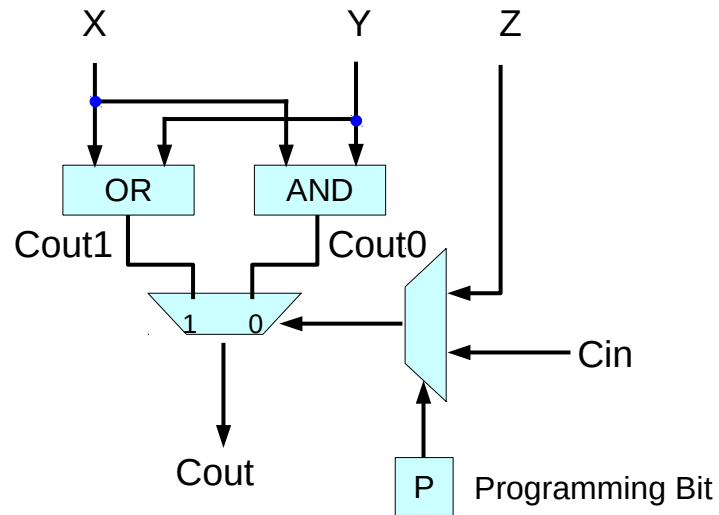 X Y Z
OR AND
Cout1 Cout0
1 0
Cin
Cout
P Programming Bit